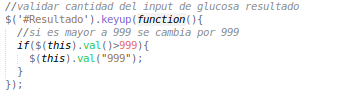 //validar cantidad del input de glucosa resultado
$('#Resultado').keyup(function(){
//si es mayor a 999 se cambia por 999
if($(this).val()>999){
$(this).val("999");
}
});